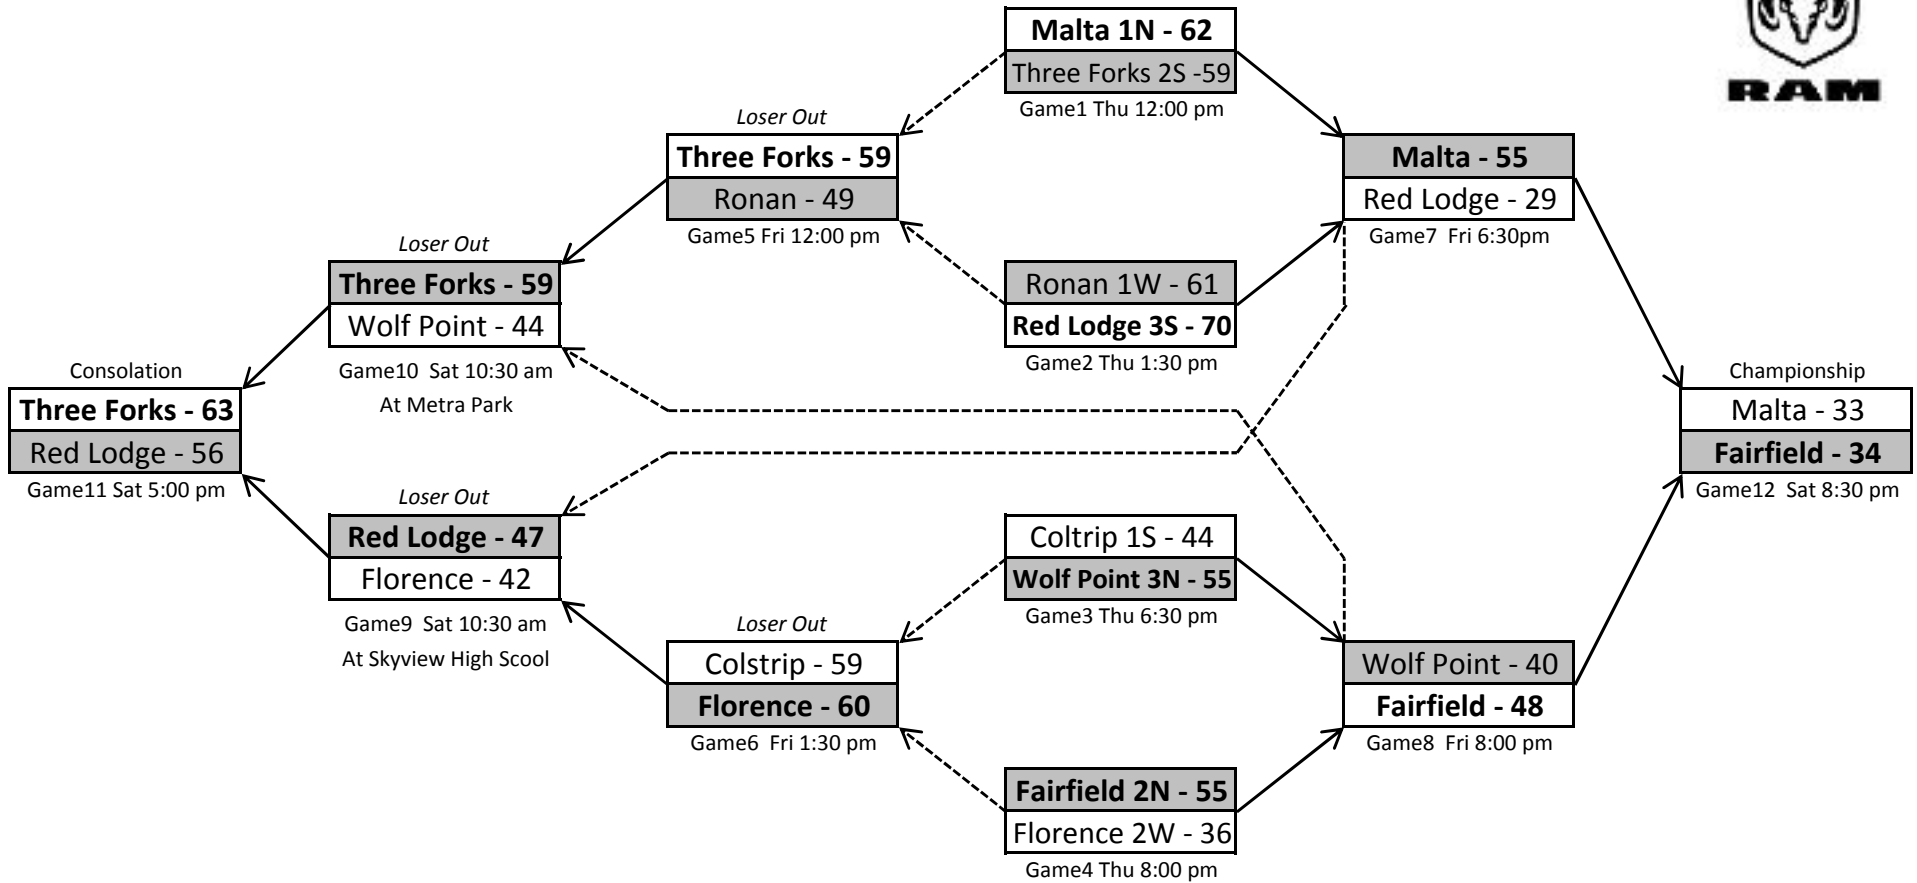 RAM
Malta 1N - 62
Three Forks 2S -59
Game1 Thu 12:00 pm
Loser Out
Three Forks - 59
Ronan - 49
Game5 Fri 12:00 pm
Malta - 55
Red Lodge - 29
Game7 Fri 6:30pm
Loser Out
Three Forks - 59
Wolf Point - 44
Game10 Sat 10:30 am
At Metra Park
Ronan 1W - 61
Red Lodge 3S - 70
Game2 Thu 1:30 pm
Consolation
Three Forks - 63
Red Lodge - 56
Game11 Sat 5:00 pm
Championship
Malta - 33
Fairfield - 34
Game12 Sat 8:30 pm
Loser Out
Red Lodge - 47
Florence - 42
Game9 Sat 10:30 am
At Skyview High Scool
Coltrip 1S - 44
Wolf Point 3N - 55
Game3 Thu 6:30 pm
Loser Out
Colstrip - 59
Florence - 60
Game6 Fri 1:30 pm
Wolf Point - 40
Fairfield - 48
Game8 Fri 8:00 pm
Fairfield 2N - 55
Florence 2W - 36
Game4 Thu 8:00 pm